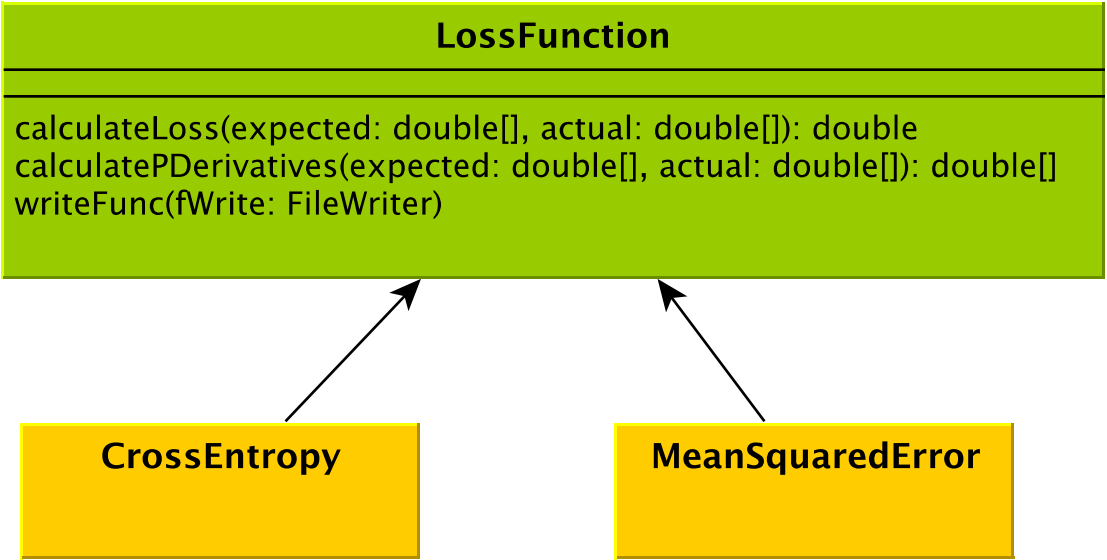 LossFunction
calculateLoss(expected: double[], actual: double[]): double
calculatePDerivatives(expected: double[], actual: double[]): double[]
writeFunc(fWrite: FileWriter)
CrossEntropy
MeanSquaredError